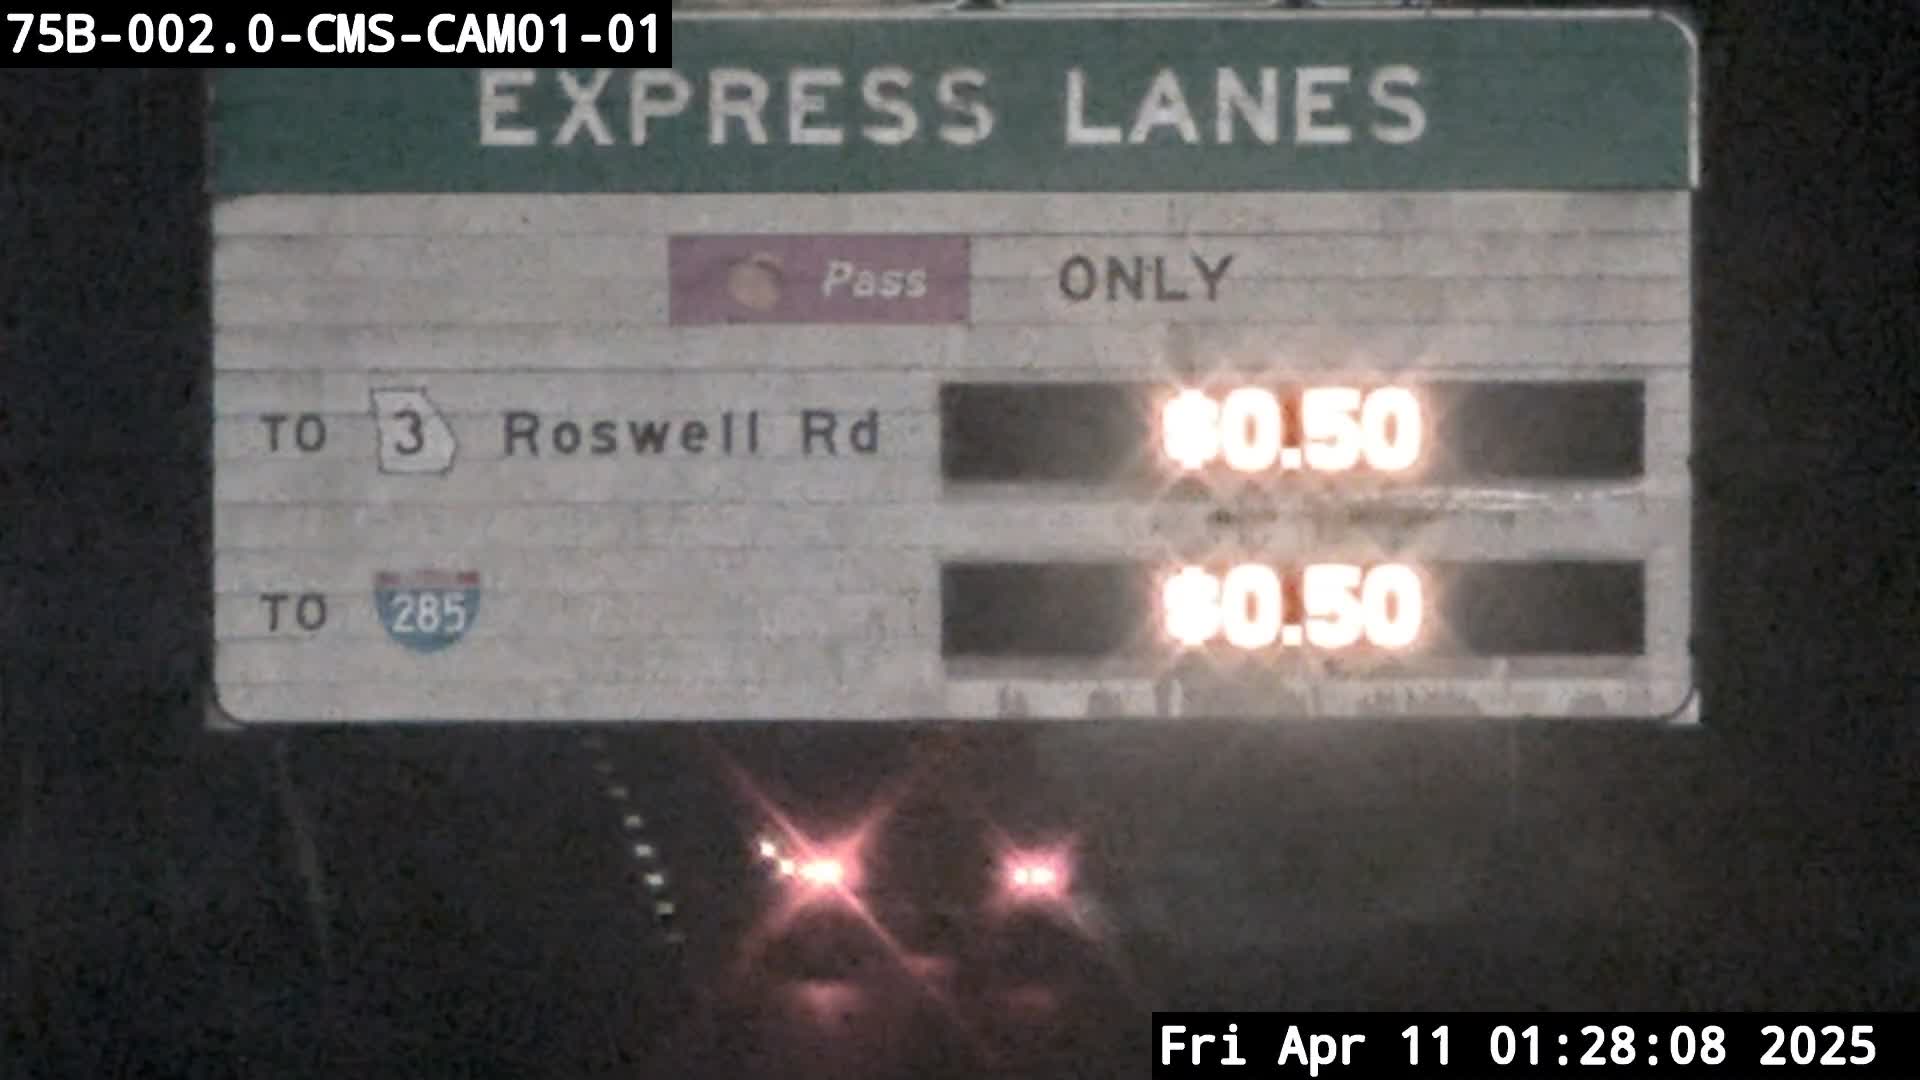 75B-002.0-CMS-CAM01-01
EXPRESS LANES
Pass ONLY
TO 3 Roswell Rd $0.50
TO 285 $0.50
Fri Apr 11 01:28:08 2025